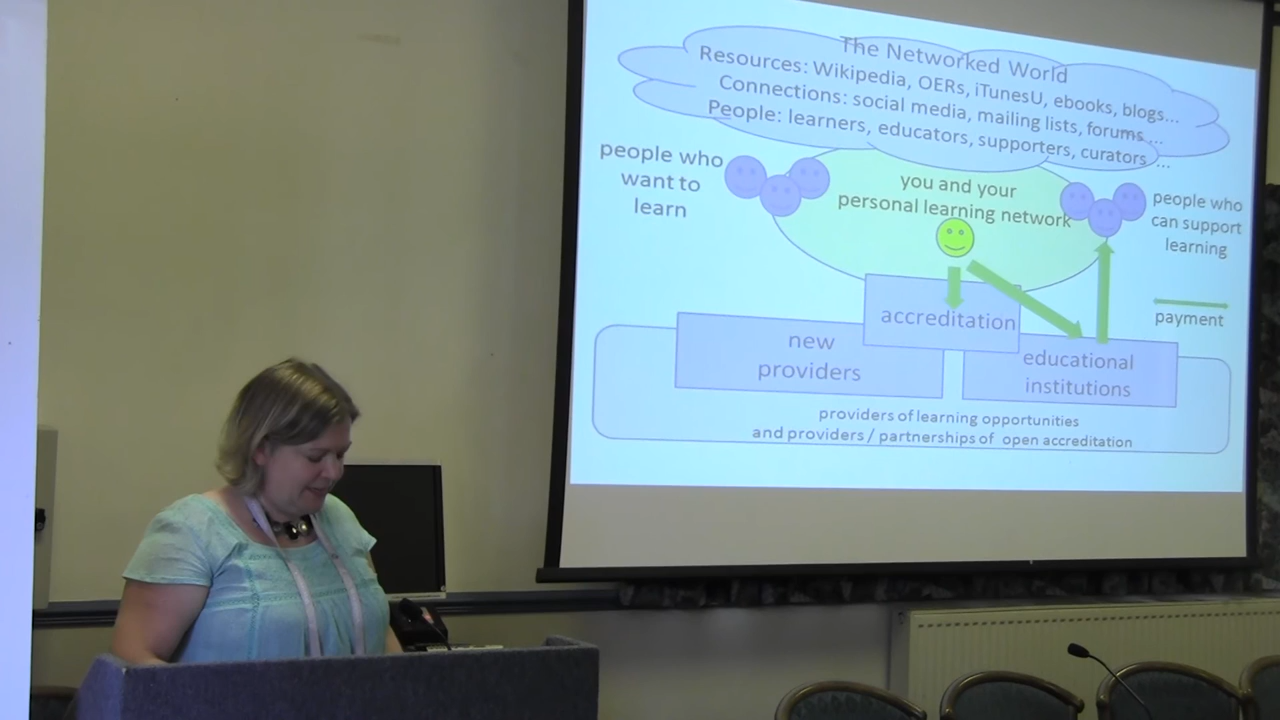 The Networked World
Resources: Wikipedia, OERs, iTunesU, ebooks, blogs...
Connections: social media, mailing lists, forums ...
People: learners, educators, supporters, curators ...
people who
want to
learn
you and your
personal learning network
people who
can support
learning
payment
accreditation
new
providers
educational
institutions
providers of learning opportunities
and providers / partnerships of open accreditation